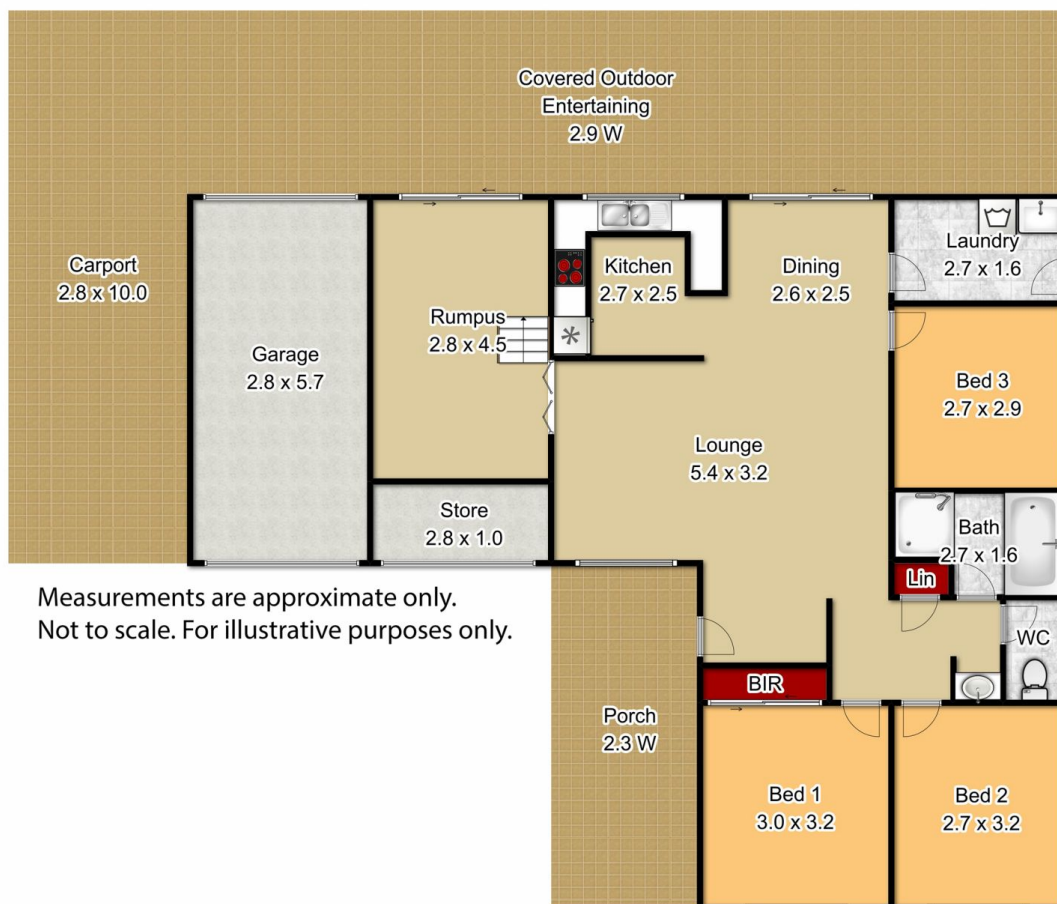 Covered Outdoor
Entertaining
2.9 W
Carport
2.8 x 10.0
Garage
2.8 x 5.7
Rumpus
2.8 x 4.5
Kitchen
2.7 x 2.5
Dining
2.6 x 2.5
Laundry
2.7 x 1.6
Bed 3
2.7 x 2.9
Lounge
5.4 x 3.2
Store
2.8 x 1.0
Bath
2.7 x 1.6
Lin
WC
BIR
Porch
2.3 W
Bed 1
3.0 x 3.2
Bed 2
2.7 x 3.2
Measurements are approximate only.
Not to scale. For illustrative purposes only.